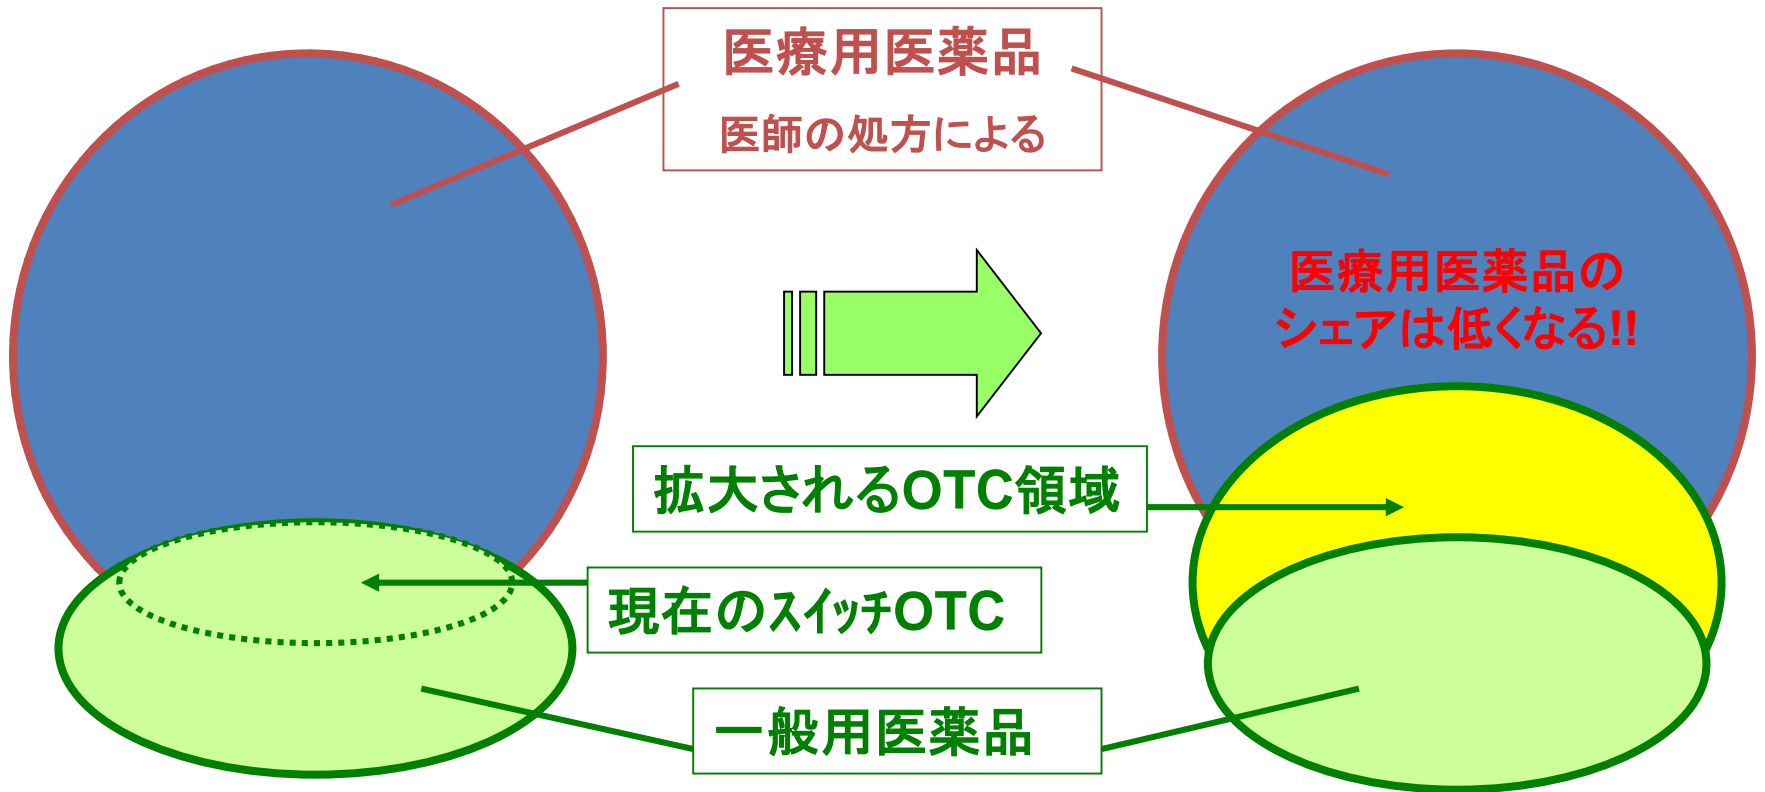 医療用医薬品
医師の処方による
医療用医薬品の
シェアは低くなる!!
拡大されるOTC領域
現在のｽｲｯﾁOTC
一般用医薬品